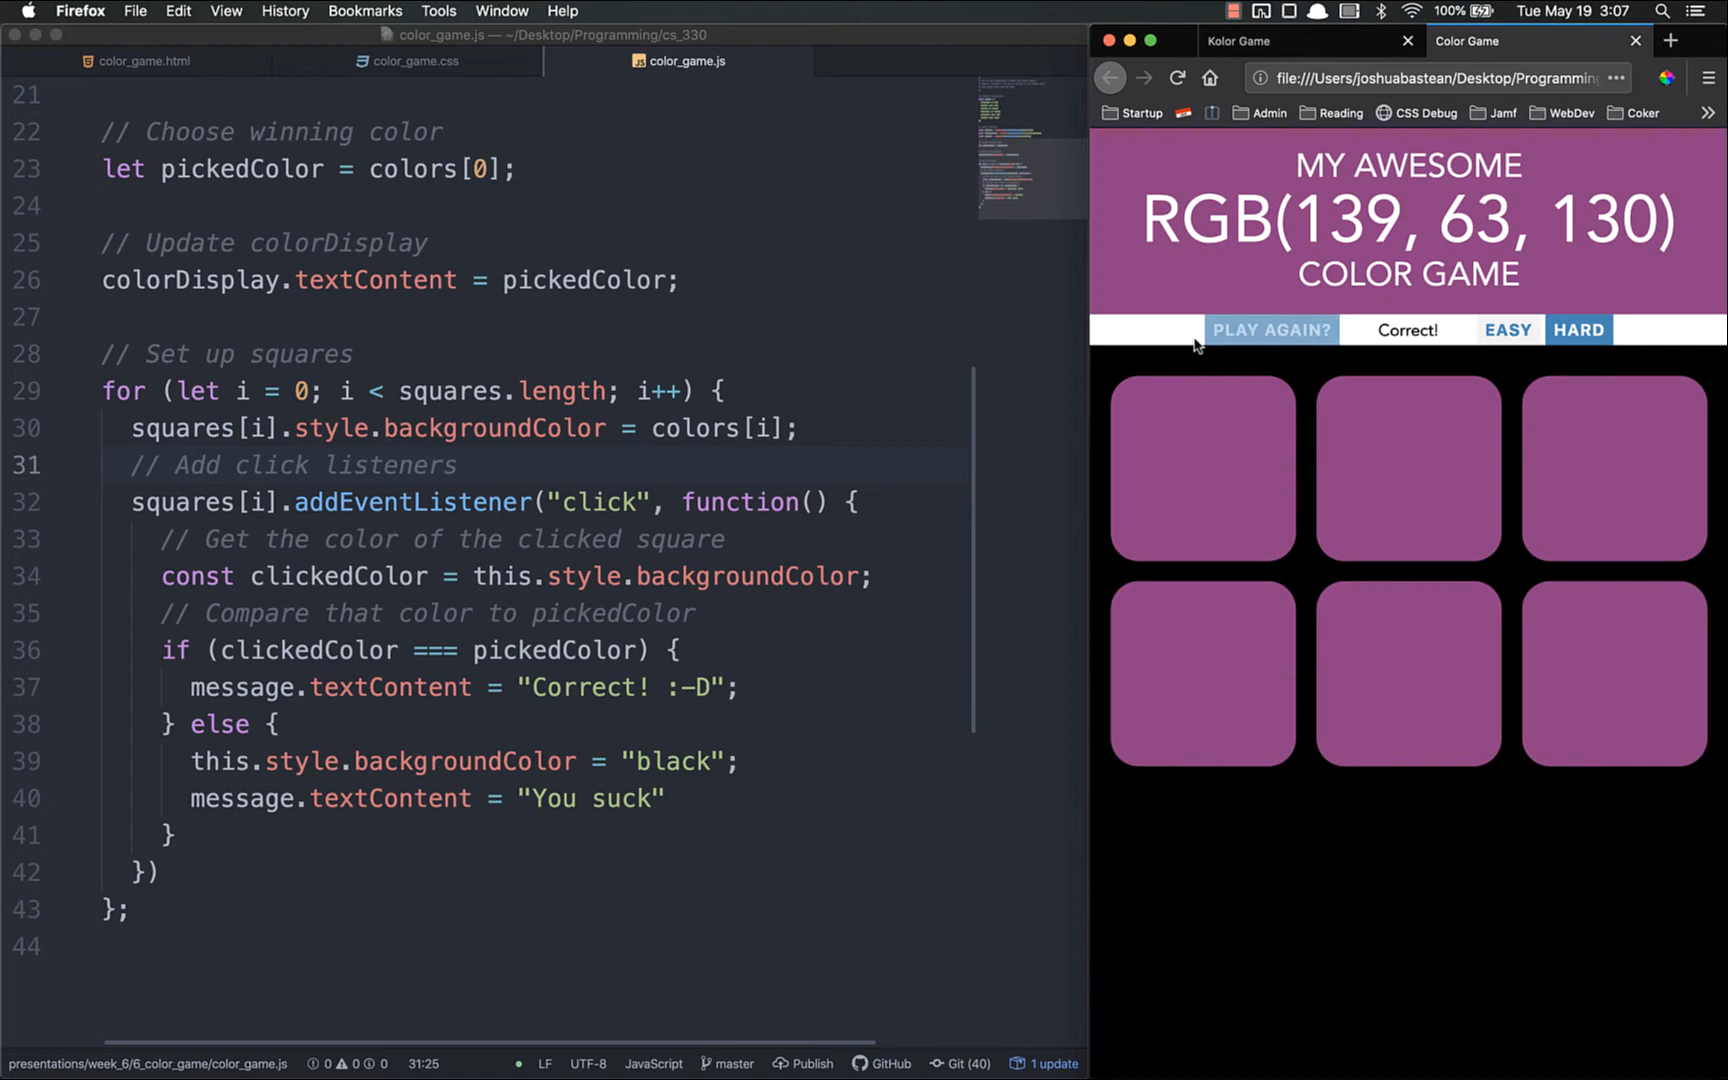 Firefox File Edit View History Bookmarks Tools Window Help 100% Tue May 19 3:07
color_game.js — ~/Desktop/Programming/cs_330
color_game.html color_game.css color_game.js
21
22 // Choose winning color
23 let pickedColor = colors[0];
24
25 // Update colorDisplay
26 colorDisplay.textContent = pickedColor;
27
28 // Set up squares
29 for (let i = 0; i < squares.length; i++) {
30 squares[i].style.backgroundColor = colors[i];
31 // Add click listeners
32 squares[i].addEventListener("click", function() {
33 // Get the color of the clicked square
34 const clickedColor = this.style.backgroundColor;
35 // Compare that color to pickedColor
36 if (clickedColor === pickedColor) {
37 message.textContent = "Correct! :-D";
38 } else {
39 this.style.backgroundColor = "black";
40 message.textContent = "You suck"
41 }
42 })
43 };
44
presentations/week_6/6_color_game/color_game.js 0 0 0 31:25 LF UTF-8 JavaScript master Publish GitHub Git (40) 1 update
Kolor Game Color Game
file:///Users/joshuabastean/Desktop/Programmin
Startup Admin Reading CSS Debug Jamf WebDev Coker
MY AWESOME
RGB(139, 63, 130)
COLOR GAME
PLAY AGAIN? Correct! EASY HARD